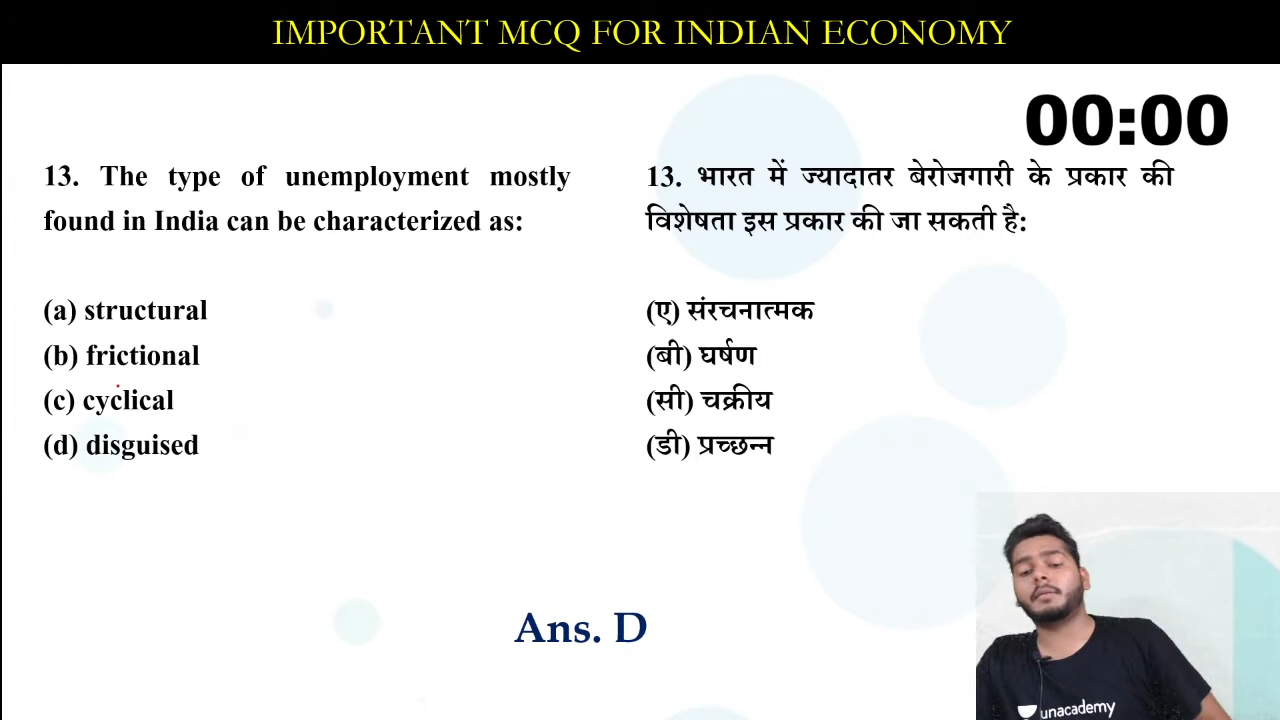 IMPORTANT MCQ FOR INDIAN ECONOMY
00:00
13. The type of unemployment mostly
found in India can be characterized as:
(a) structural
(b) frictional
(c) cyclical
(d) disguised
13. भारत में ज्यादातर बेरोजगारी के प्रकार की
विशेषता इस प्रकार की जा सकती है:
(ए) संरचनात्मक
(बी) घर्षण
(सी) चक्रीय
(डी) प्रच्छन्न
Ans. D
unacademy